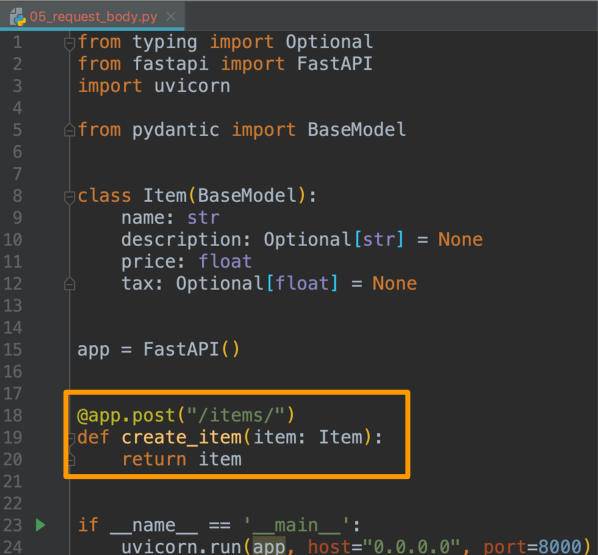 05_request_body.py ×
1 from typing import Optional
2 from fastapi import FastAPI
3 import uvicorn
4
5 from pydantic import BaseModel
6
7
8 class Item(BaseModel):
9     name: str
10     description: Optional[str] = None
11     price: float
12     tax: Optional[float] = None
13
14
15 app = FastAPI()
16
17
18 @app.post("/items/")
19 def create_item(item: Item):
20     return item
21
22
23 if __name__ == '__main__':
24     uvicorn.run(app, host="0.0.0.0", port=8000)